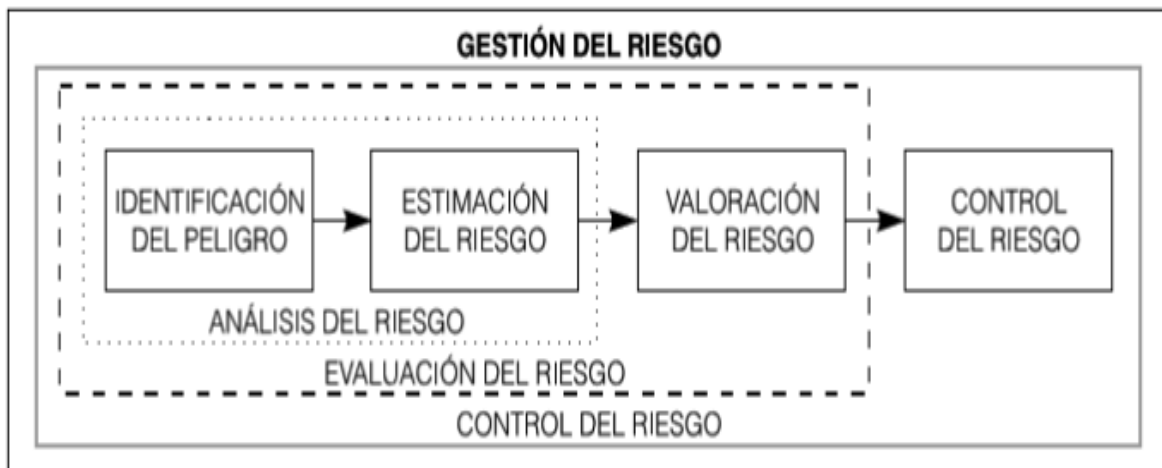 GESTIÓN DEL RIESGO
IDENTIFICACIÓN
DEL PELIGRO
ESTIMACIÓN
DEL RIESGO
VALORACIÓN
DEL RIESGO
CONTROL
DEL RIESGO
ANÁLISIS DEL RIESGO
EVALUACIÓN DEL RIESGO
CONTROL DEL RIESGO